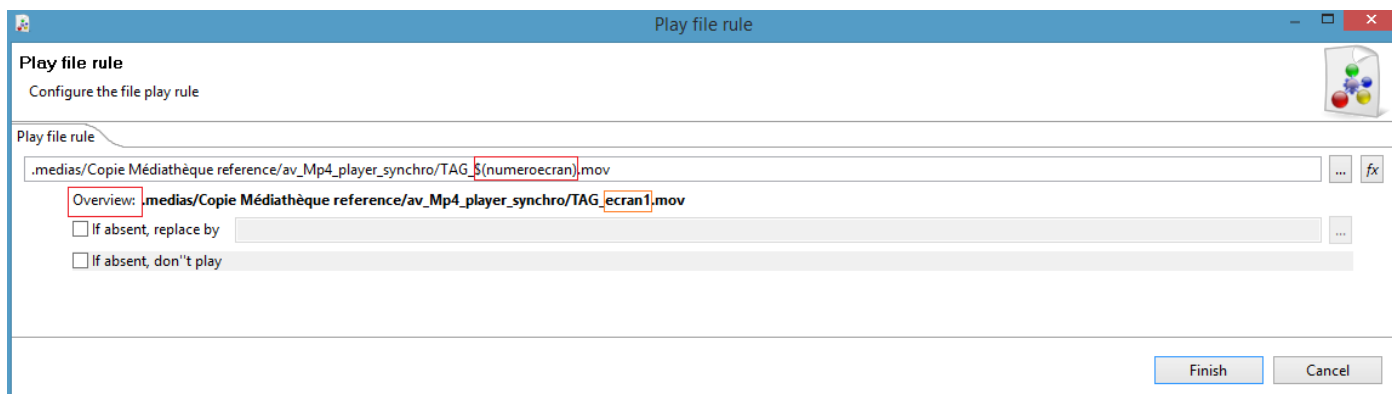 Play file rule
Play file rule
Configure the file play rule
Play file rule
.medias/Copie Médiathèque reference/av_Mp4_player_synchro/TAG_$(numeroecran).mov ... fx
Overview: .medias/Copie Médiathèque reference/av_Mp4_player_synchro/TAG_ecran1.mov
If absent, replace by ...
If absent, don''t play
Finish Cancel